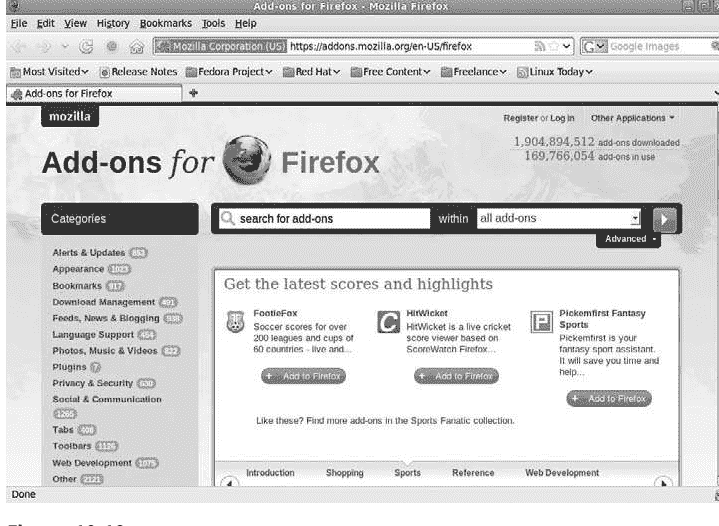 Add-ons for Firefox - Mozilla Firefox
File Edit View History Bookmarks Tools Help
Mozilla Corporation (US) https://addons.mozilla.org/en-US/firefox
Google Images
Most Visited Release Notes Fedora Project Red Hat Free Content Freelance Linux Today
Add-ons for Firefox
mozilla
Register or Log in Other Applications
1,904,894,512 add-ons downloaded
169,766,054 add-ons in use
Add-ons for Firefox
Categories
search for add-ons within all add-ons
Advanced
Alerts & Updates
Appearance
Bookmarks
Download Management
Feeds, News & Blogging
Language Support
Photos, Music & Videos
Plugins 7
Privacy & Security
Social & Communication
1265
Tabs
Toolbars
Web Development
Other 2121
Get the latest scores and highlights
FootieFox
Soccer scores for over
200 leagues and cups of
60 countries - live and...
+ Add to Firefox
HitWicket
HitWicket is a live cricket
score viewer based on
ScoreWatch Firefox...
+ Add to Firefox
Pickemfirst Fantasy
Sports
Pickemfirst is your
fantasy sport assistant.
It will save you time and
help...
+ Add to Firefox
Like these? Find more add-ons in the Sports Fanatic collection.
Introduction Shopping Sports Reference Web Development
Done